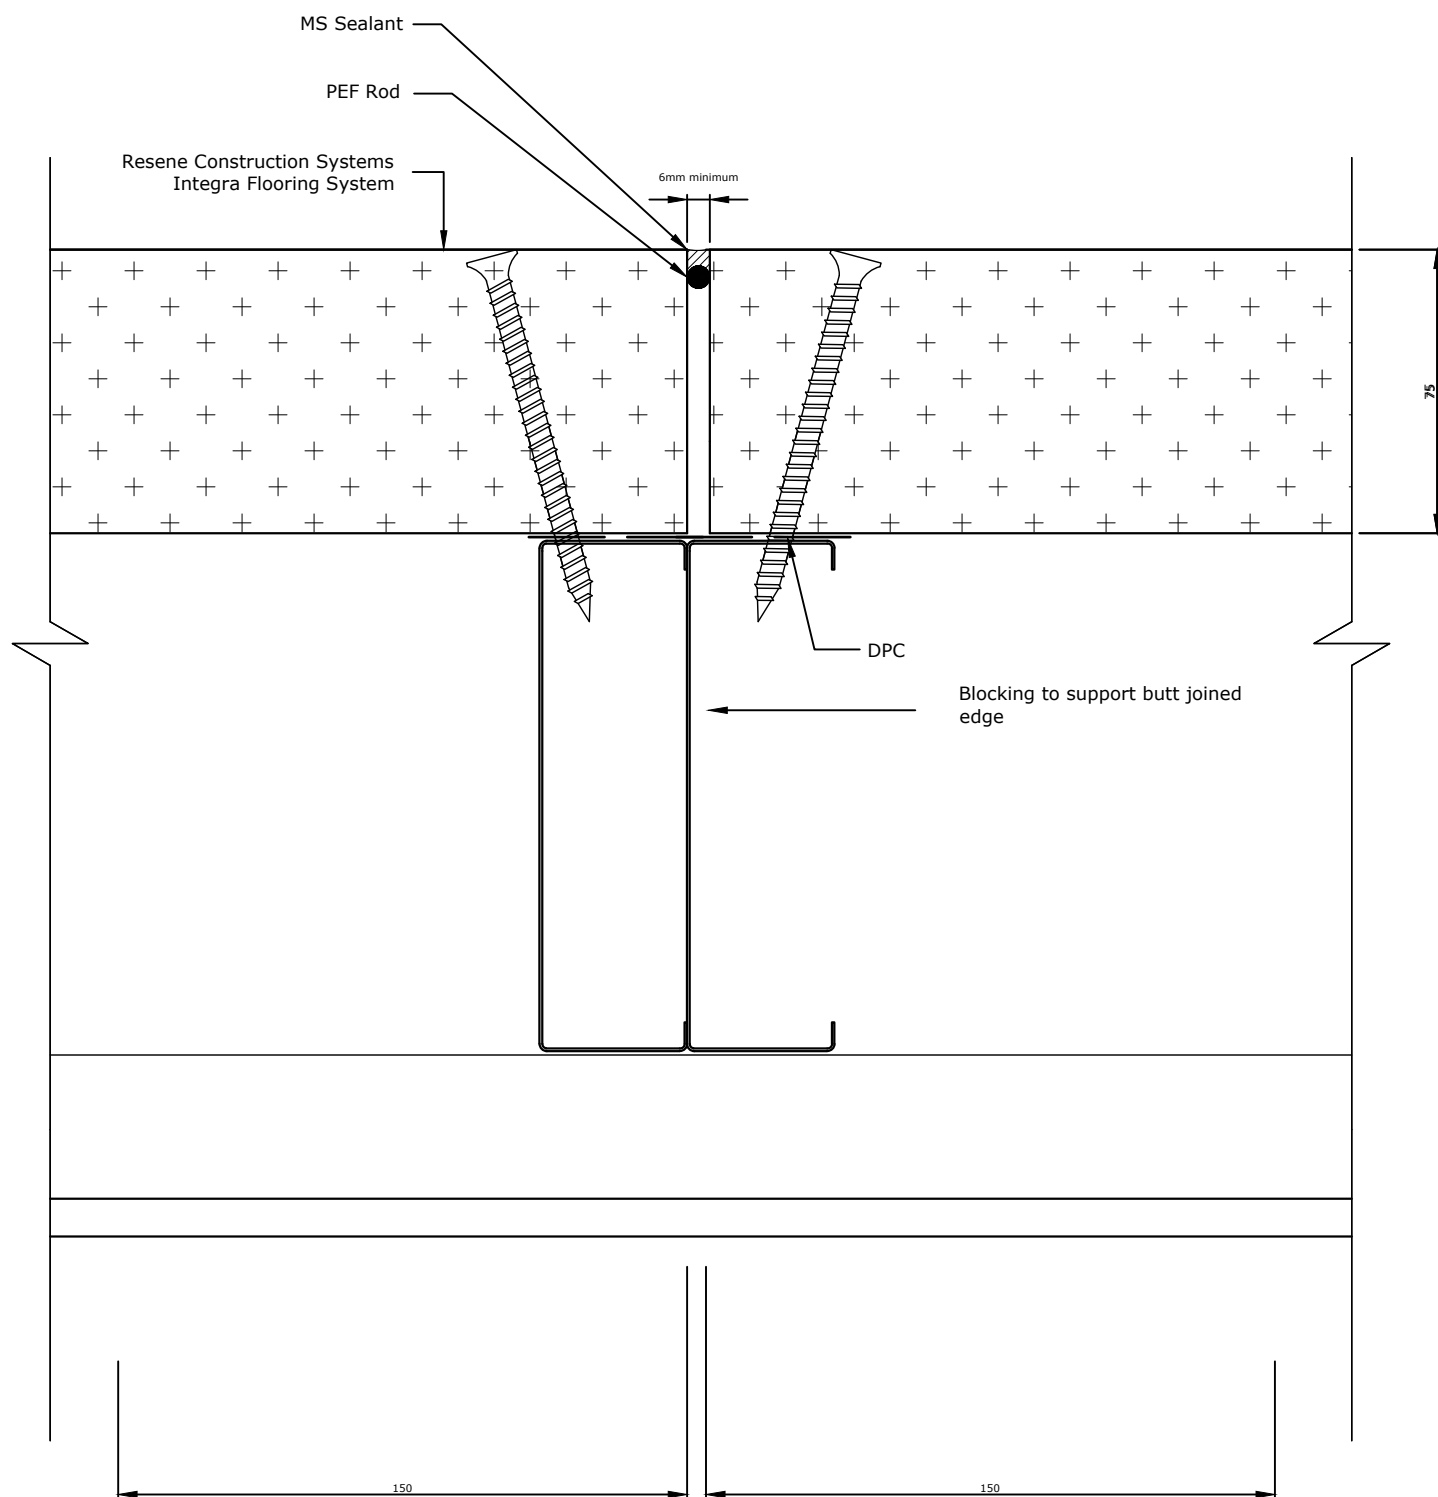 MS Sealant
PEF Rod
Resene Construction Systems
Integra Flooring System
6mm minimum
75
DPC
Blocking to support butt joined
edge
150
150